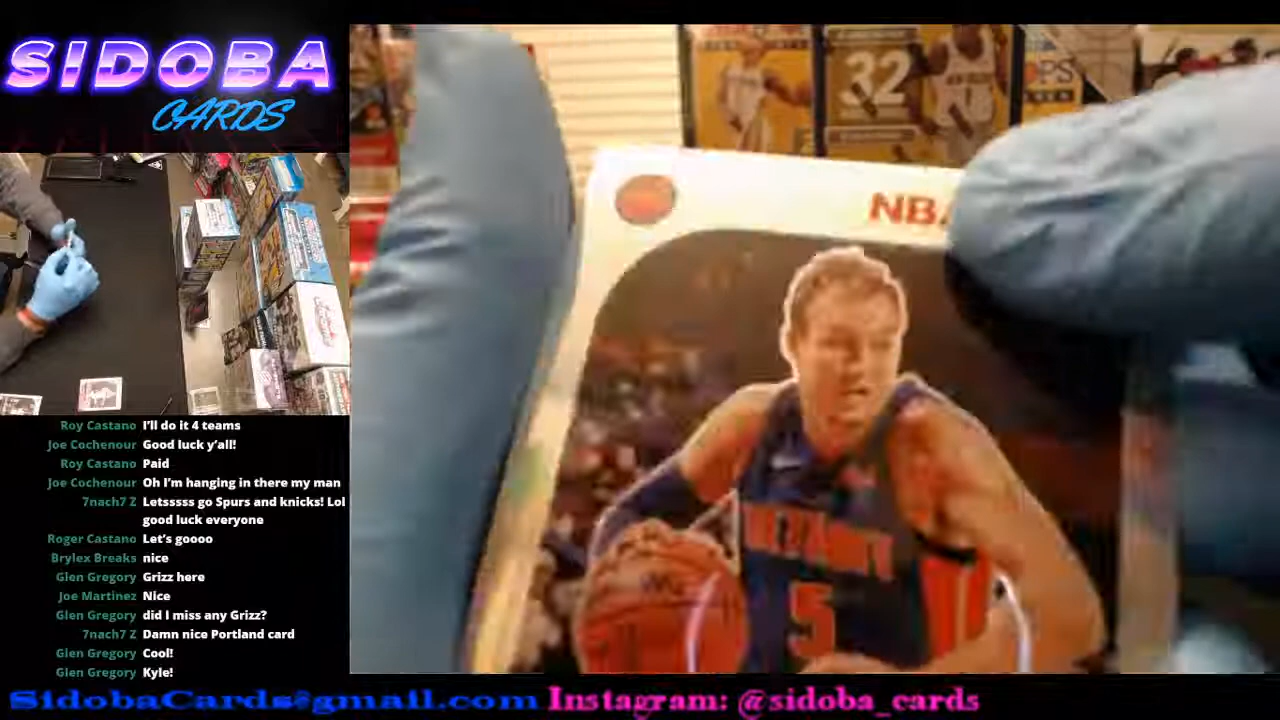 SIDOBA
CARDS
32
OPS
NBA
DETROIT
5
Roy Castano I'll do it 4 teams
Joe Cochenour Good luck y'all!
Roy Castano Paid
Joe Cochenour Oh I'm hanging in there my man
7nach7 Z Letsssss go Spurs and knicks! Lol
good luck everyone
Roger Castano Let's goooo
Brylex Breaks nice
Glen Gregory Grizz here
Joe Martinez Nice
Glen Gregory did I miss any Grizz?
7nach7 Z Damn nice Portland card
Glen Gregory Cool!
Glen Gregory Kyle!
SidobaCards@gmail.com Instagram: @sidoba_cards